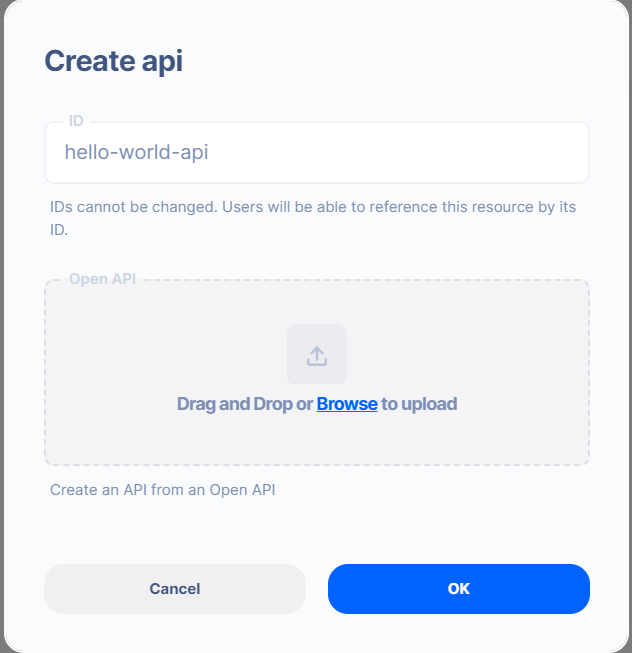 Create api
ID
hello-world-api
IDs cannot be changed. Users will be able to reference this resource by its
ID.
Open API
Drag and Drop or Browse to upload
Create an API from an Open API
Cancel
OK